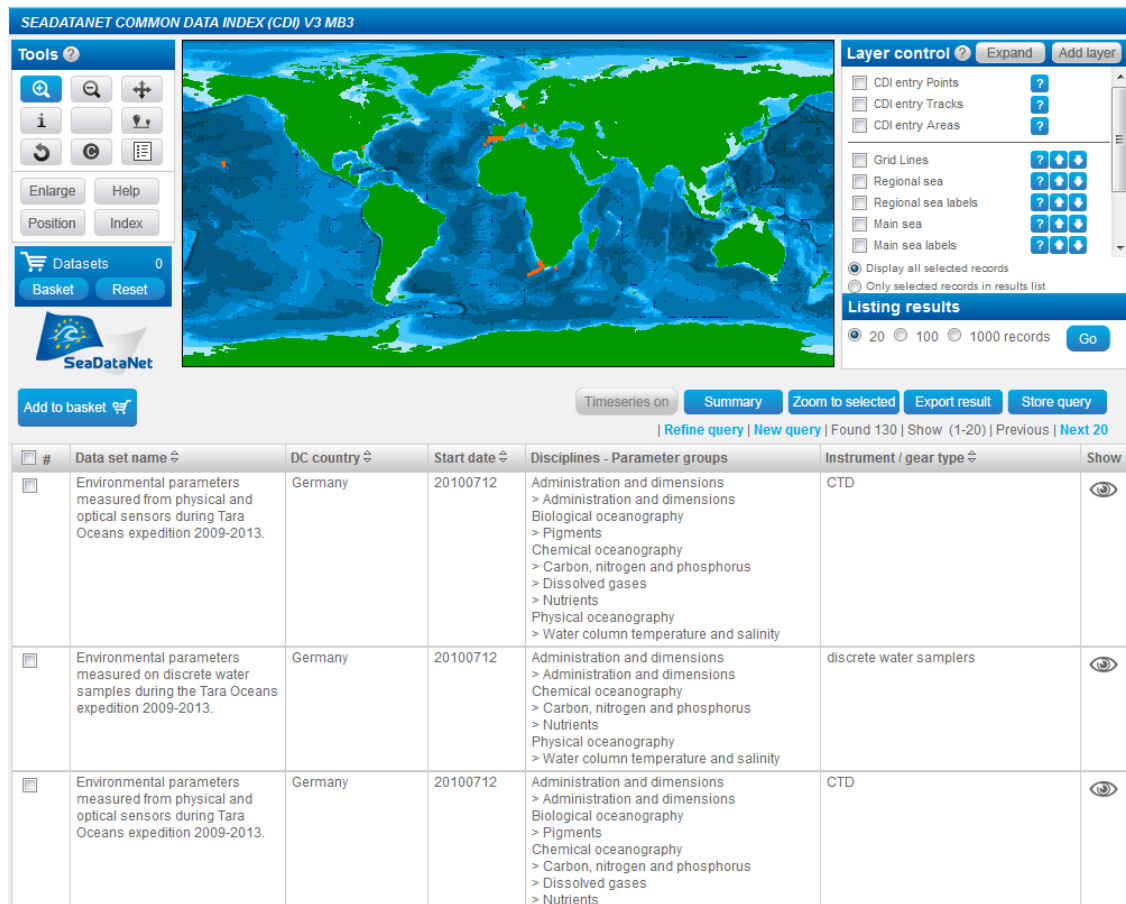 SEADATANET COMMON DATA INDEX (CDI) V3 MB3
Tools ?
i
C
Enlarge
Help
Position
Index
Datasets 0
Basket
Reset
SeaDataNet
Layer control ? Expand Add layer
CDI entry Points ?
CDI entry Tracks ?
CDI entry Areas ?
Grid Lines ?
Regional sea ?
Regional sea labels ?
Main sea ?
Main sea labels ?
Display all selected records
Only selected records in results list
Listing results
20 100 1000 records Go
Add to basket
Timeseries on Summary Zoom to selected Export result Store query
| Refine query | New query | Found 130 | Show (1-20) | Previous | Next 20
# Data set name DC country Start date Disciplines - Parameter groups Instrument / gear type Show
Environmental parameters
measured from physical and
optical sensors during Tara
Oceans expedition 2009-2013.
Germany
20100712
Administration and dimensions
> Administration and dimensions
Biological oceanography
> Pigments
Chemical oceanography
> Carbon, nitrogen and phosphorus
> Dissolved gases
> Nutrients
Physical oceanography
> Water column temperature and salinity
CTD
Environmental parameters
measured on discrete water
samples during the Tara Oceans
expedition 2009-2013.
Germany
20100712
Administration and dimensions
> Administration and dimensions
Chemical oceanography
> Carbon, nitrogen and phosphorus
> Nutrients
Physical oceanography
> Water column temperature and salinity
discrete water samplers
Environmental parameters
measured from physical and
optical sensors during Tara
Oceans expedition 2009-2013.
Germany
20100712
Administration and dimensions
> Administration and dimensions
Biological oceanography
> Pigments
Chemical oceanography
> Carbon, nitrogen and phosphorus
> Dissolved gases
> Nutrients
CTD